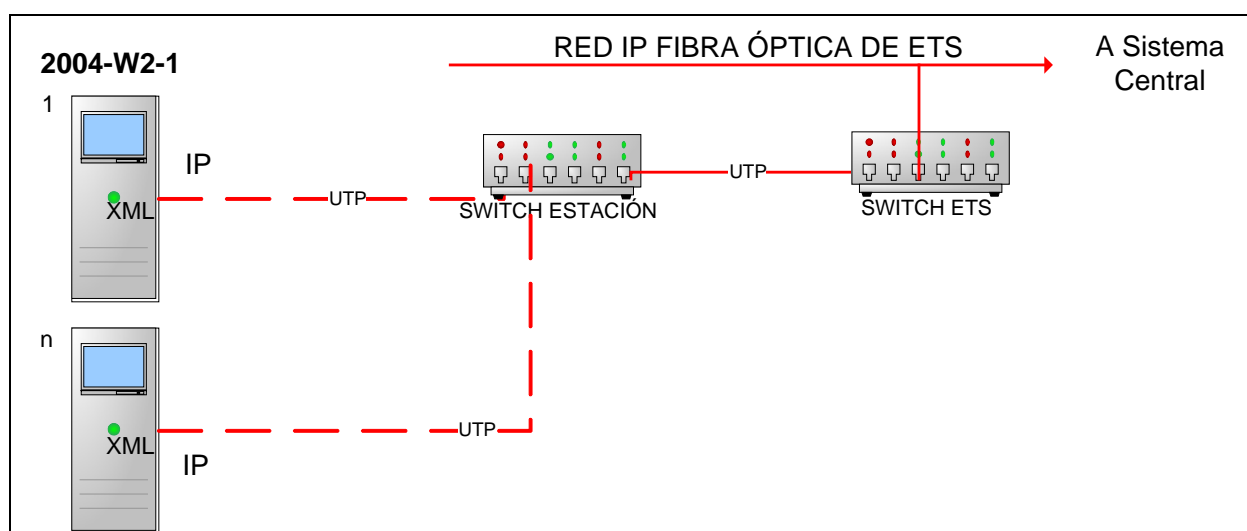 RED IP FIBRA ÓPTICA DE ETS
A Sistema
Central
2004-W2-1
1
IP
XML
UTP
UTP
SWITCH ESTACIÓN
SWITCH ETS
n
XML
IP
UTP